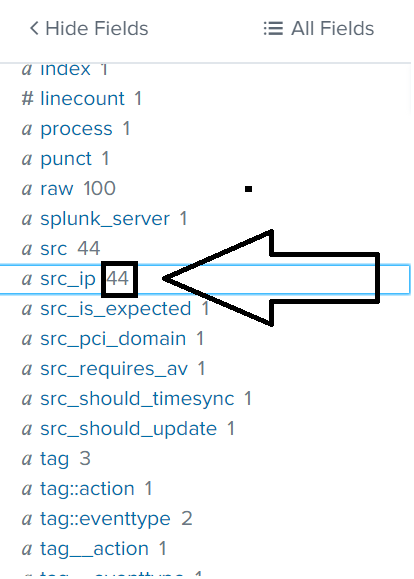 Hide Fields All Fields
a index 1
# linecount 1
a process 1
a punct 1
a raw 100
a splunk_server 1
a src 44
a src_ip 44
a src_is_expected 1
a src_pci_domain 1
a src_requires_av 1
a src_should_timesync 1
a src_should_update 1
a tag 3
a tag::action 1
a tag::eventtype 2
a tag__action 1